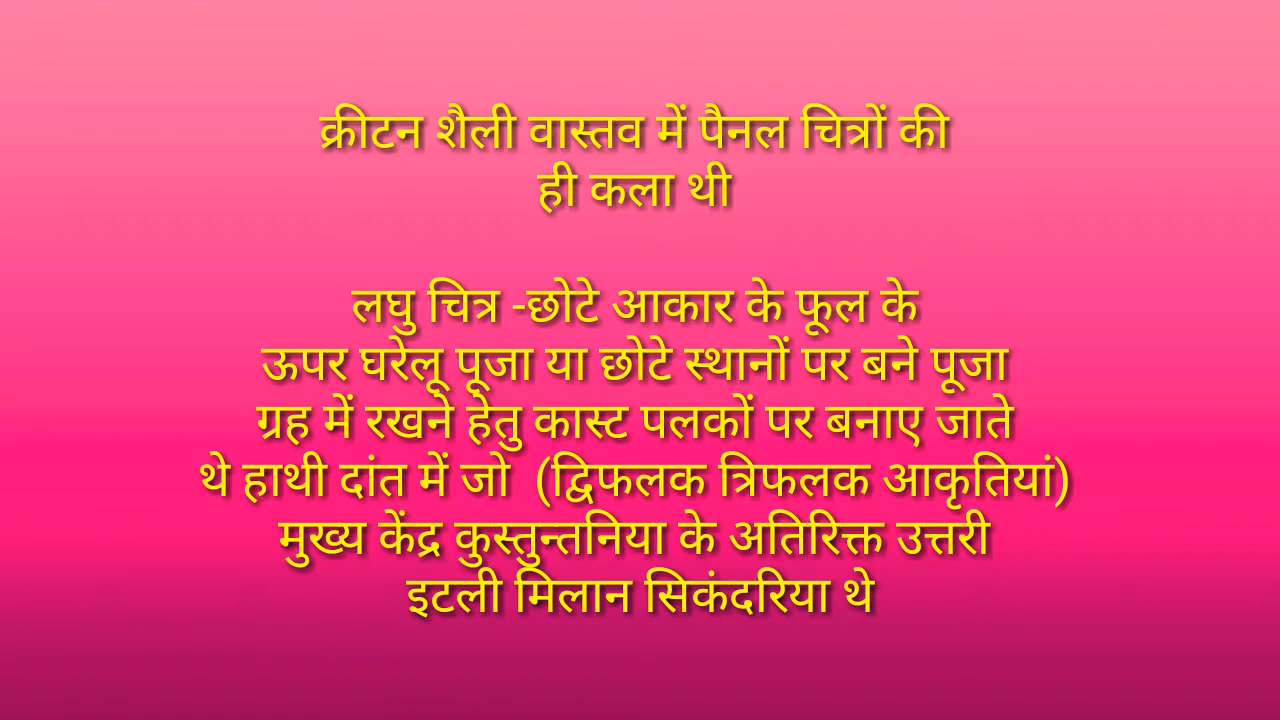 क्रीटन शैली वास्तव में पैनल चित्रों की
ही कला थी
लघु चित्र -छोटे आकार के फूल के
ऊपर घरेलू पूजा या छोटे स्थानों पर बने पूजा
ग्रह में रखने हेतु कास्ट पलकों पर बनाए जाते
थे हाथी दांत में जो (द्विफलक त्रिफलक आकृतियां)
मुख्य केंद्र कुस्तुन्तनिया के अतिरिक्त उत्तरी
इटली मिलान सिकंदरिया थे